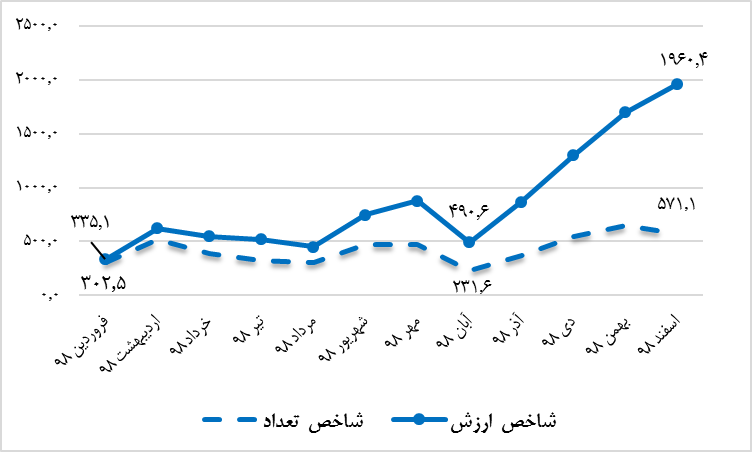 ۲۵۰۰,۰
۲۰۰۰,۰
۱۵۰۰,۰
۱۰۰۰,۰
۵۰۰,۰
۰,۰
۱۹۶۰,۴
۵۷۱,۱
۴۹۰,۶
۲۳۱,۶
۳۳۵,۱
۳۰۲,۵
فروردین ۹۸
اردیبهشت ۹۸
خرداد ۹۸
تیر ۹۸
مرداد ۹۸
شهریور ۹۸
مهر ۹۸
آبان ۹۸
آذر ۹۸
دی ۹۸
بهمن ۹۸
اسفند ۹۸
شاخص ارزش
شاخص تعداد